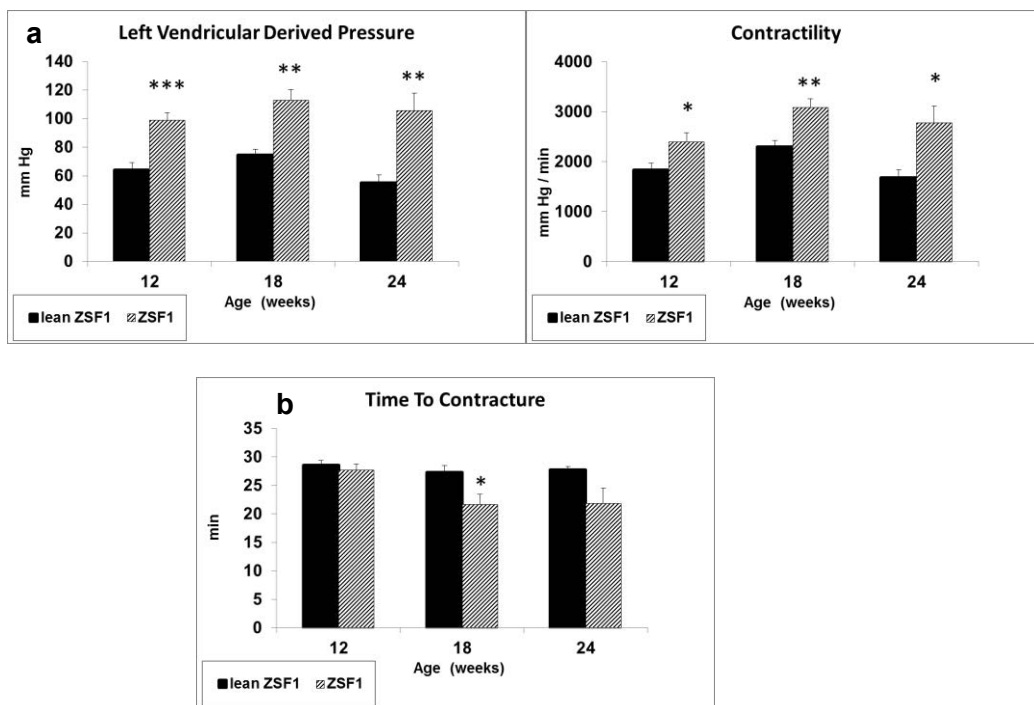 a
Left Vendricular Derived Pressure
140
120
100
80
60
40
20
0
mm Hg
***
**
**
12 18 24
Age (weeks)
lean ZSF1 ZSF1
Contractility
4000
3000
2000
1000
0
mm Hg / min
*
**
*
12 18 24
Age (weeks)
lean ZSF1 ZSF1
b
Time To Contracture
35
30
25
20
15
10
5
0
min
*
12 18 24
Age (weeks)
lean ZSF1 ZSF1